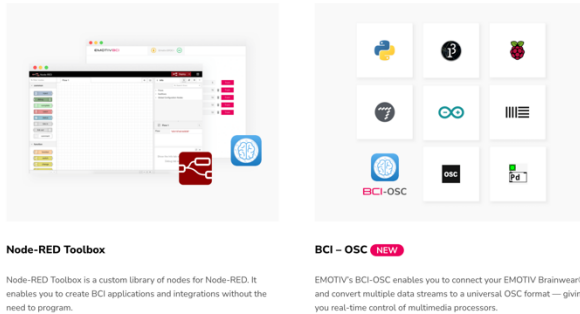 BCI-OSC
OSC
Pd
Node-RED Toolbox
Node-RED Toolbox is a custom library of nodes for Node-RED. It
enables you to create BCI applications and integrations without the
need to program.
BCI – OSC NEW
EMOTIV's BCI-OSC enables you to connect your EMOTIV Brainwear®
and convert multiple data streams to a universal OSC format — givin
you real-time control of multimedia processors.